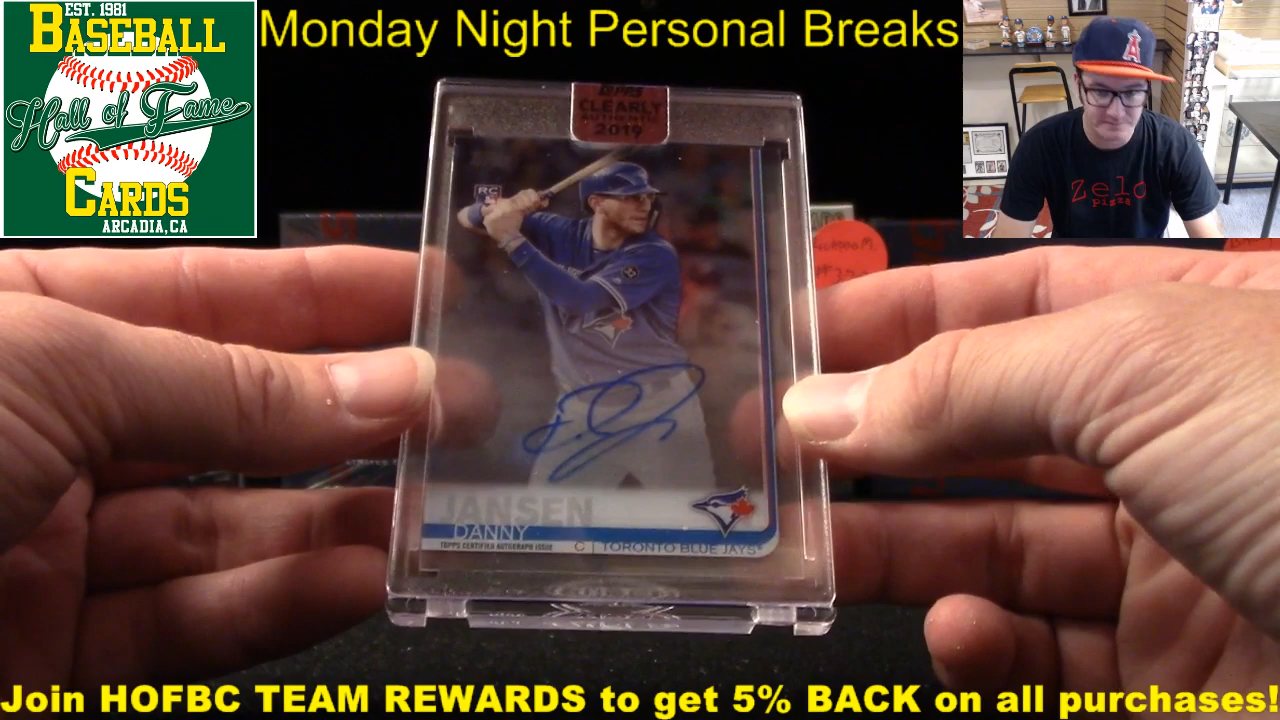 EST. 1981
BASEBALL
Hall of Fame
CARDS
ARCADIA, CA
Monday Night Personal Breaks
A
Zelo
pizza
TOPPS
CLEARLY
AUTHENTIC
2019
RC
JANSEN
DANNY
TOPPS CERTIFIED AUTOGRAPH ISSUE
C | TORONTO BLUE JAYS
Join HOFBC TEAM REWARDS to get 5% BACK on all purchases!